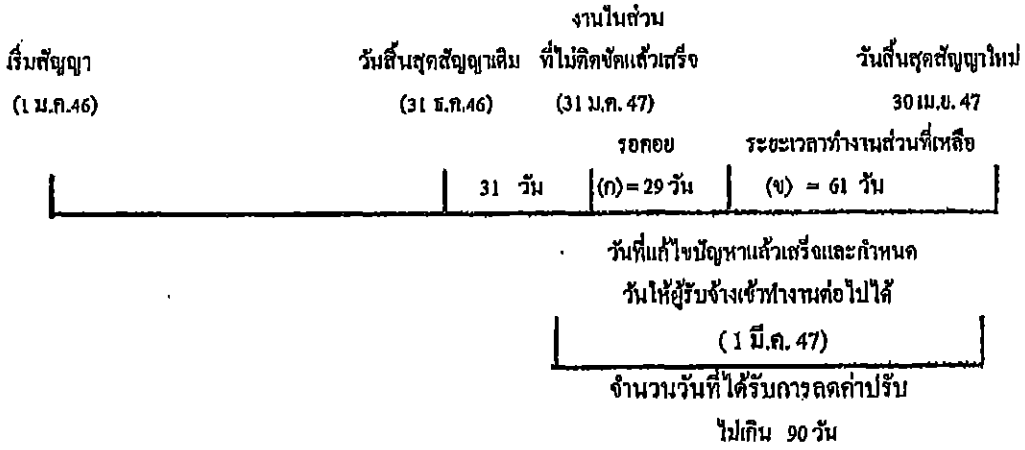 งานในส่วน
เริ่มสัญญา วันสิ้นสุดสัญญาเดิม ที่ไม่ติดขัดแล้วเสร็จ วันสิ้นสุดสัญญาใหม่
(1 ม.ค.46) (31 ธ.ค.46) (31 ม.ค. 47) 30 เม.ย. 47
รอคอย ระยะเวลาทำงานส่วนที่เหลือ
31 วัน (ก) = 29 วัน (ข) = 61 วัน
วันที่แก้ไขปัญหาแล้วเสร็จและกำหนด
วันให้ผู้รับจ้างเข้าทำงานต่อไปได้
( 1 มี.ค. 47)
จำนวนวันที่ได้รับการลดค่าปรับ
ไม่เกิน 90 วัน